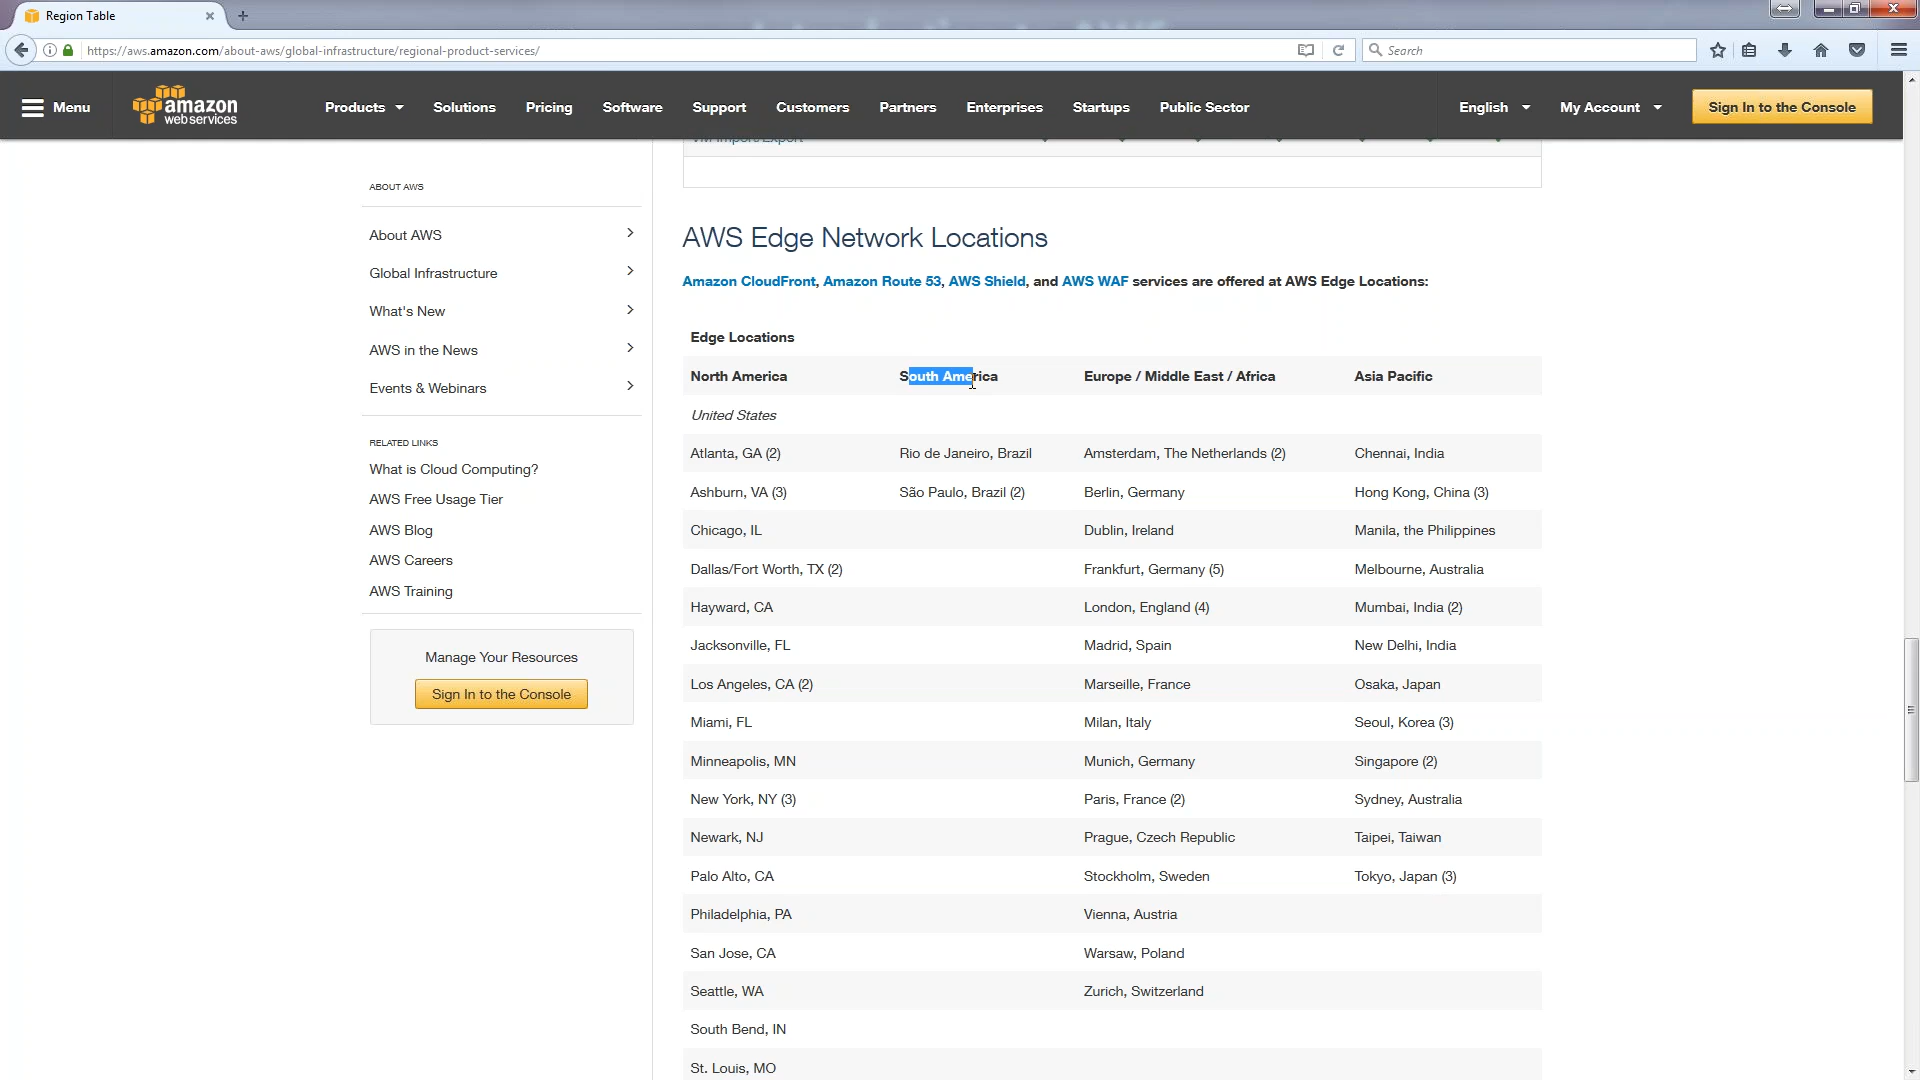 Region Table
https://aws.amazon.com/about-aws/global-infrastructure/regional-product-services/
Search
Menu
amazon
web services
Products
Solutions
Pricing
Software
Support
Customers
Partners
Enterprises
Startups
Public Sector
English
My Account
Sign In to the Console
VM Import/Export
ABOUT AWS
About AWS
Global Infrastructure
What's New
AWS in the News
Events & Webinars
RELATED LINKS
What is Cloud Computing?
AWS Free Usage Tier
AWS Blog
AWS Careers
AWS Training
Manage Your Resources
Sign In to the Console
AWS Edge Network Locations
Amazon CloudFront, Amazon Route 53, AWS Shield, and AWS WAF services are offered at AWS Edge Locations:
Edge Locations
North America South America Europe / Middle East / Africa Asia Pacific
United States
Atlanta, GA (2) Rio de Janeiro, Brazil Amsterdam, The Netherlands (2) Chennai, India
Ashburn, VA (3) São Paulo, Brazil (2) Berlin, Germany Hong Kong, China (3)
Chicago, IL Dublin, Ireland Manila, the Philippines
Dallas/Fort Worth, TX (2) Frankfurt, Germany (5) Melbourne, Australia
Hayward, CA London, England (4) Mumbai, India (2)
Jacksonville, FL Madrid, Spain New Delhi, India
Los Angeles, CA (2) Marseille, France Osaka, Japan
Miami, FL Milan, Italy Seoul, Korea (3)
Minneapolis, MN Munich, Germany Singapore (2)
New York, NY (3) Paris, France (2) Sydney, Australia
Newark, NJ Prague, Czech Republic Taipei, Taiwan
Palo Alto, CA Stockholm, Sweden Tokyo, Japan (3)
Philadelphia, PA Vienna, Austria
San Jose, CA Warsaw, Poland
Seattle, WA Zurich, Switzerland
South Bend, IN
St. Louis, MO